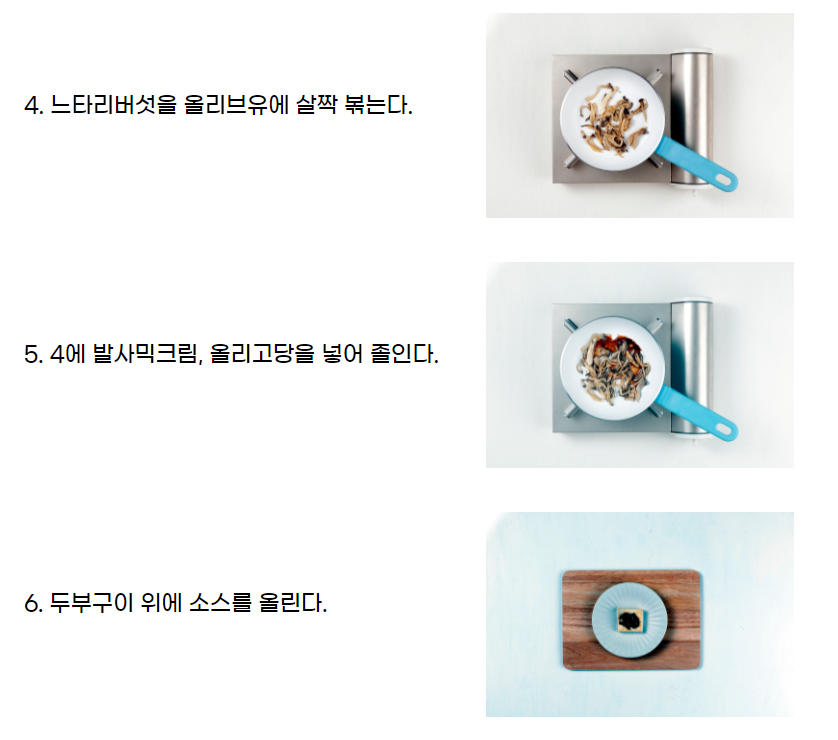 4. 느타리버섯을 올리브유에 살짝 볶는다.
5. 4에 발사믹크림, 올리고당을 넣어 졸인다.
6. 두부구이 위에 소스를 올린다.